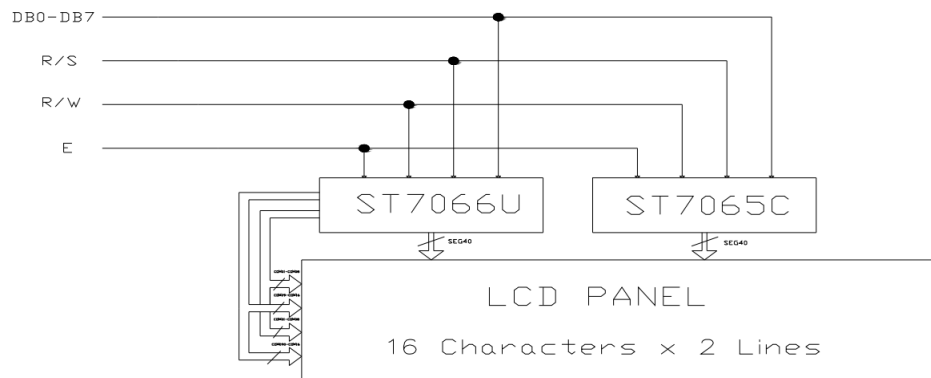 DB0-DB7
R/S
R/W
E
ST7066U
ST7065C
SEG40
SEG40
LCD PANEL
16 Characters x 2 Lines